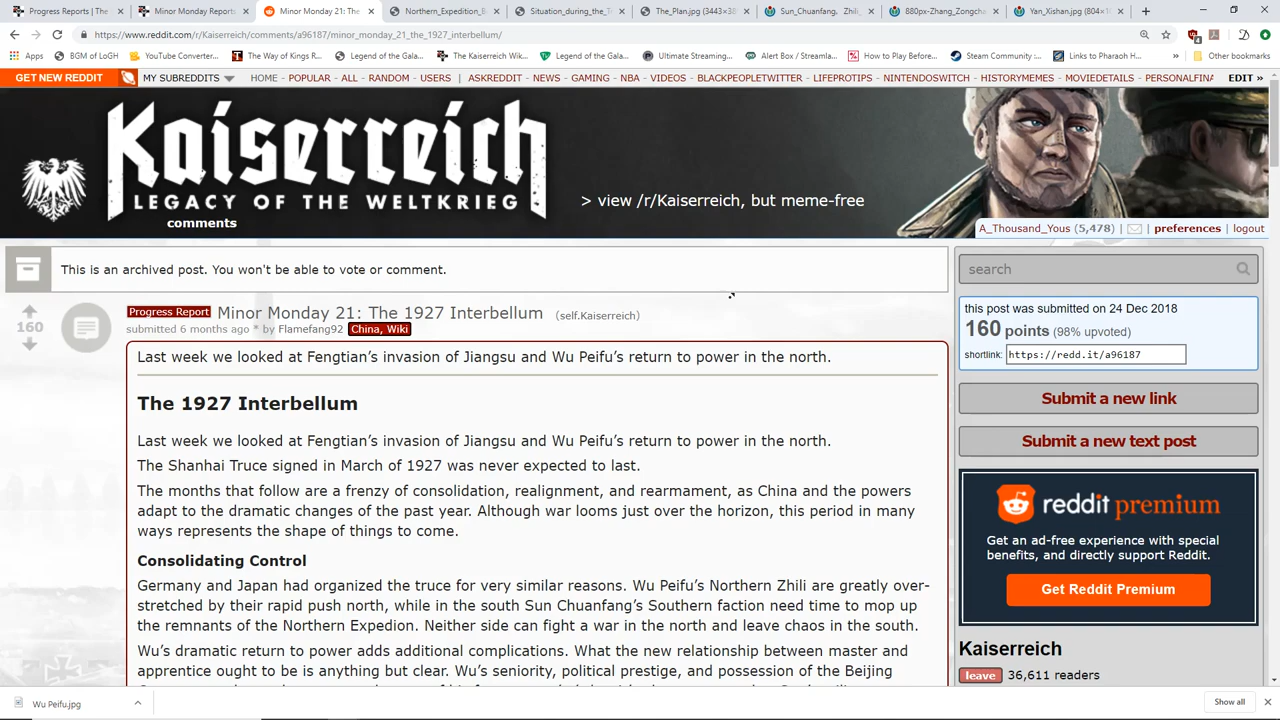 Progress Reports | The
Minor Monday Report
Minor Monday 21: The
Northern_Expedition_B
Situation_during_the_T
The_Plan.jpg (3443×38
Sun_Chuanfang,_Zhili_
880px-Zhang_Zongcha
Yan_Xishan.jpg (804×10
https://www.reddit.com/r/Kaiserreich/comments/a96187/minor_monday_21_the_1927_interbellum/
Apps BGM of LoGH YouTube Converter... The Way of Kings R... Legend of the Gala... The Kaiserreich Wik... Legend of the Gala... Ultimate Streaming... Alert Box / Streamla... How to Play Before... Steam Community :... Links to Pharaoh H... » Other bookmarks
GET NEW REDDIT MY SUBREDDITS HOME - POPULAR - ALL - RANDOM - USERS | ASKREDDIT - NEWS - GAMING - NBA - VIDEOS - BLACKPEOPLETWITTER - LIFEPROTIPS - NINTENDOSWITCH - HISTORYMEMES - MOVIEDETAILS - PERSONALFINA EDIT »
Kaiserreich
LEGACY OF THE WELTKRIEG
> view /r/Kaiserreich, but meme-free
comments
A_Thousand_Yous (5,478) | preferences | logout
This is an archived post. You won't be able to vote or comment.
160
Progress Report Minor Monday 21: The 1927 Interbellum (self.Kaiserreich)
submitted 6 months ago * by Flamefang92 China, Wiki
Last week we looked at Fengtian's invasion of Jiangsu and Wu Peifu's return to power in the north.
The 1927 Interbellum
Last week we looked at Fengtian's invasion of Jiangsu and Wu Peifu's return to power in the north.
The Shanhai Truce signed in March of 1927 was never expected to last.
The months that follow are a frenzy of consolidation, realignment, and rearmament, as China and the powers
adapt to the dramatic changes of the past year. Although war looms just over the horizon, this period in many
ways represents the shape of things to come.
Consolidating Control
Germany and Japan had organized the truce for very similar reasons. Wu Peifu's Northern Zhili are greatly over-
stretched by their rapid push north, while in the south Sun Chuanfang's Southern faction need time to mop up
the remnants of the Northern Expedion. Neither side can fight a war in the north and leave chaos in the south.
Wu's dramatic return to power adds additional complications. What the new relationship between master and
apprentice ought to be is anything but clear. Wu's seniority, political prestige, and possession of the Beijing
search
this post was submitted on 24 Dec 2018
160 points (98% upvoted)
shortlink: https://redd.it/a96187
Submit a new link
Submit a new text post
reddit premium
Get an ad-free experience with special
benefits, and directly support Reddit.
Get Reddit Premium
Kaiserreich
leave 36,611 readers
Wu Peifu.jpg
Show all